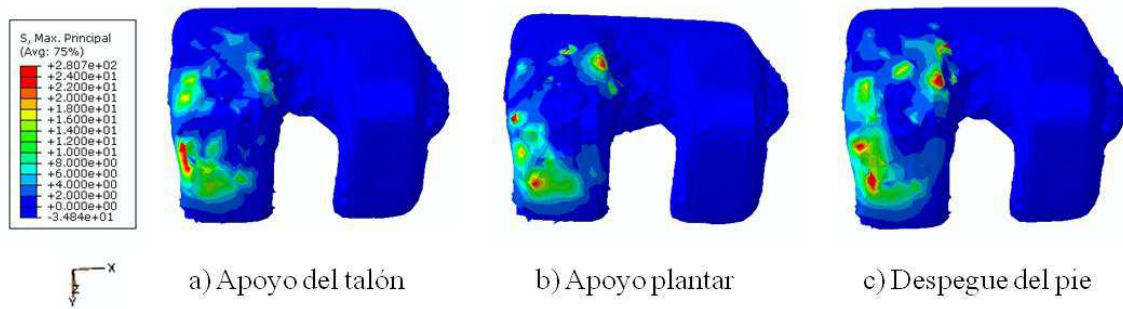 S, Max. Principal
(Avg: 75%)
+2.807e+02
+2.400e+01
+2.200e+01
+2.000e+01
+1.800e+01
+1.600e+01
+1.400e+01
+1.200e+01
+1.000e+01
+8.000e+00
+6.000e+00
+4.000e+00
+2.000e+00
+0.000e+00
-3.484e+01
X
Z
Y
a) Apoyo del talón
b) Apoyo plantar
c) Despegue del pie